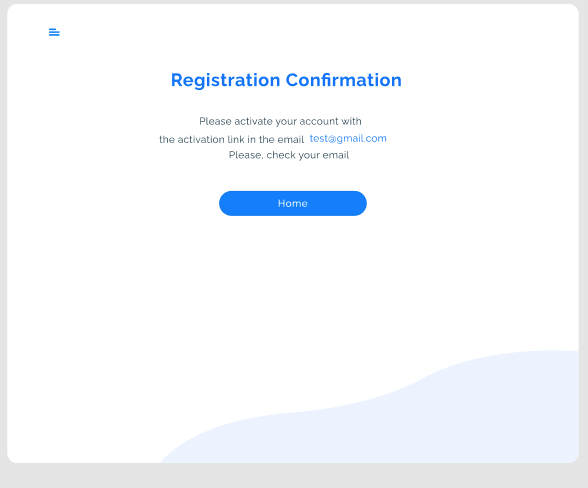 Registration Confirmation
Please activate your account with
the activation link in the email test@gmail.com
Please, check your email
Home